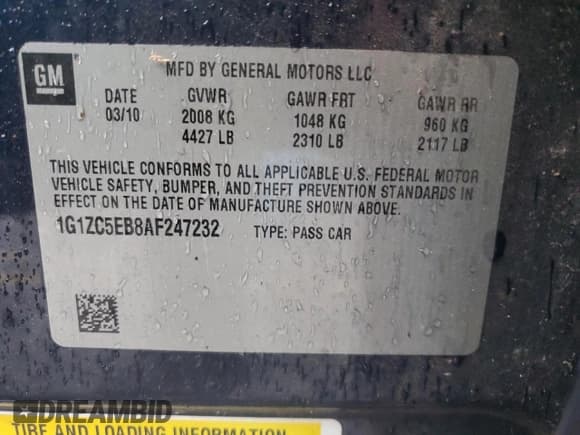 GM
MFD BY GENERAL MOTORS LLC
DATE GVWR GAWR FRT GAWR RR
03/10 2008 KG 1048 KG 960 KG
4427 LB 2310 LB 2117 LB
THIS VEHICLE CONFORMS TO ALL APPLICABLE U.S. FEDERAL MOTOR
VEHICLE SAFETY, BUMPER, AND THEFT PREVENTION STANDARDS IN
EFFECT ON THE DATE OF MANUFACTURE SHOWN ABOVE.
1G1ZC5EB8AF247232 TYPE: PASS CAR
DREAMBID
TIRE AND LOADING INFORMATION